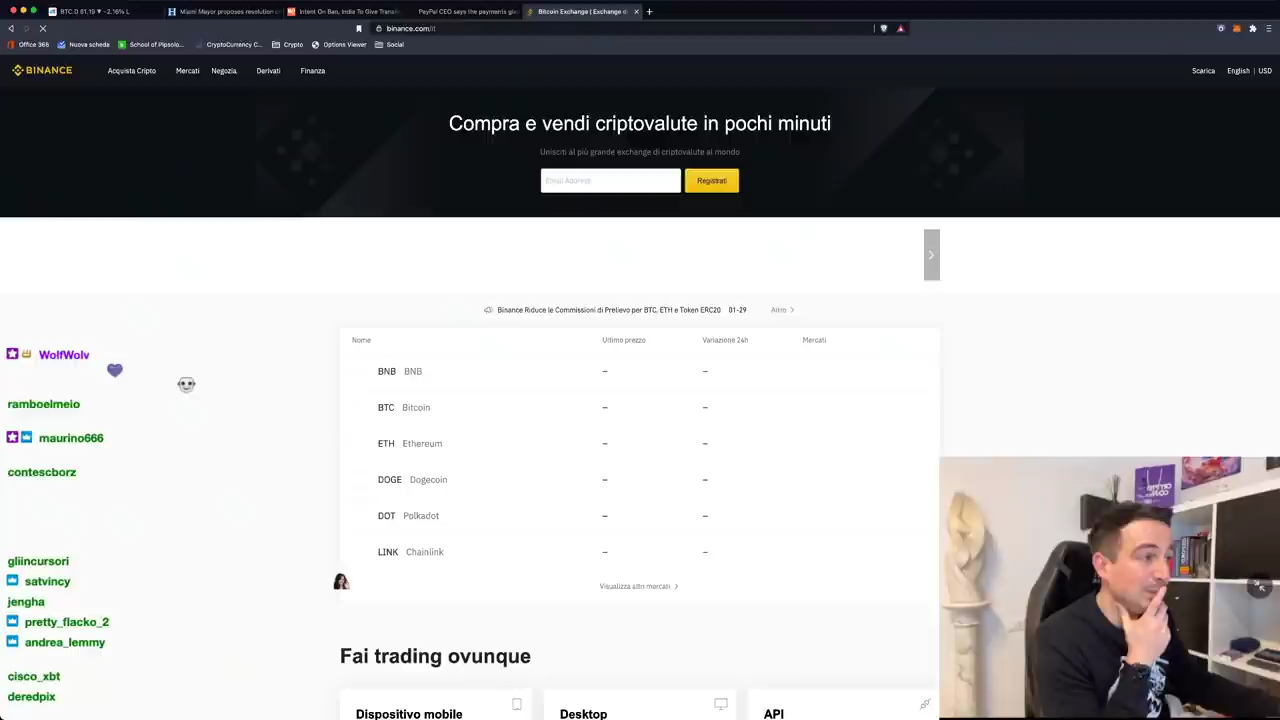 BTC.D 61.19 ▼ -2.16% L
Miami Mayor proposes resolution
Intent On Ban, India To Give
PayPal CEO says the payments
Bitcoin Exchange | Exchange d
binance.com/it
Office 365
Nuova scheda
School of Pipsolo...
CryptoCurrency C...
Crypto
Options Viewer
Social
BINANCE
Acquista Cripto
Mercati
Negozia
Derivati
Finanza
Scarica
English | USD
Compra e vendi criptovalute in pochi minuti
Unisciti al più grande exchange di criptovalute al mondo
Email Address
Registrati
Binance Riduce le Commissioni di Prelievo per BTC, ETH e Token ERC20 01-29
Altro
Nome
Ultimo prezzo
Variazione 24h
Mercati
BNB BNB – –
BTC Bitcoin – –
ETH Ethereum – –
DOGE Dogecoin – –
DOT Polkadot – –
LINK Chainlink – –
Visualizza altri mercati
Fai trading ovunque
Dispositivo mobile
Desktop
API
WolfWolv
ramboelmeio
maurino666
contescborz
gliincursori
satvincy
jengha
pretty_flacko_2
andrea_lemmy
cisco_xbt
deredpix